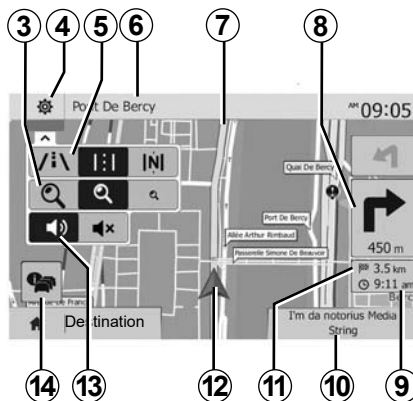 3 4 5 6 7 8
Pont De Bercy
AM 09:05
N
Quai De Bercy
Port De Bercy
Allée Arthur Rimbaud
Passerelle Simone De Beauvoir
450 m
3.5 km
9:11 am
Destination
I'm da notorius Media
String
14 13 12 11 10 9